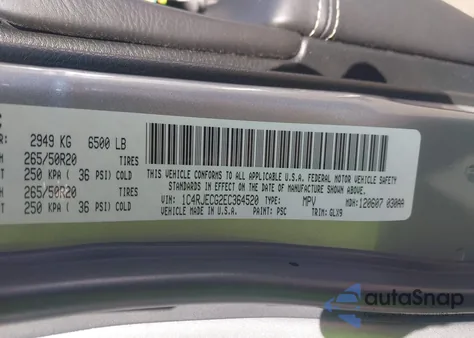 R: 2949 KG 6500 LB
H 265/50R20 TIRES
T 250 KPA ( 36 PSI) COLD
H 265/50R20 TIRES
T 250 KPA ( 36 PSI) COLD
THIS VEHICLE CONFORMS TO ALL APPLICABLE U.S.A. FEDERAL MOTOR VEHICLE SAFETY
STANDARDS IN EFFECT ON THE DATE OF MANUFACTURE SHOWN ABOVE.
VIN: 1C4RJECG2EC364520 TYPE: MPV MDH: 120607 030AA
VEHICLE MADE IN U.S.A. PAINT: PSC TRIM: GLX9
autoSnap